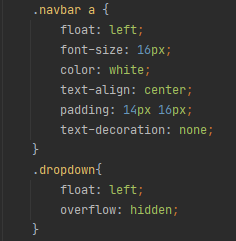 .navbar a {
    float: left;
    font-size: 16px;
    color: white;
    text-align: center;
    padding: 14px 16px;
    text-decoration: none;
}
.dropdown{
    float: left;
    overflow: hidden;
}